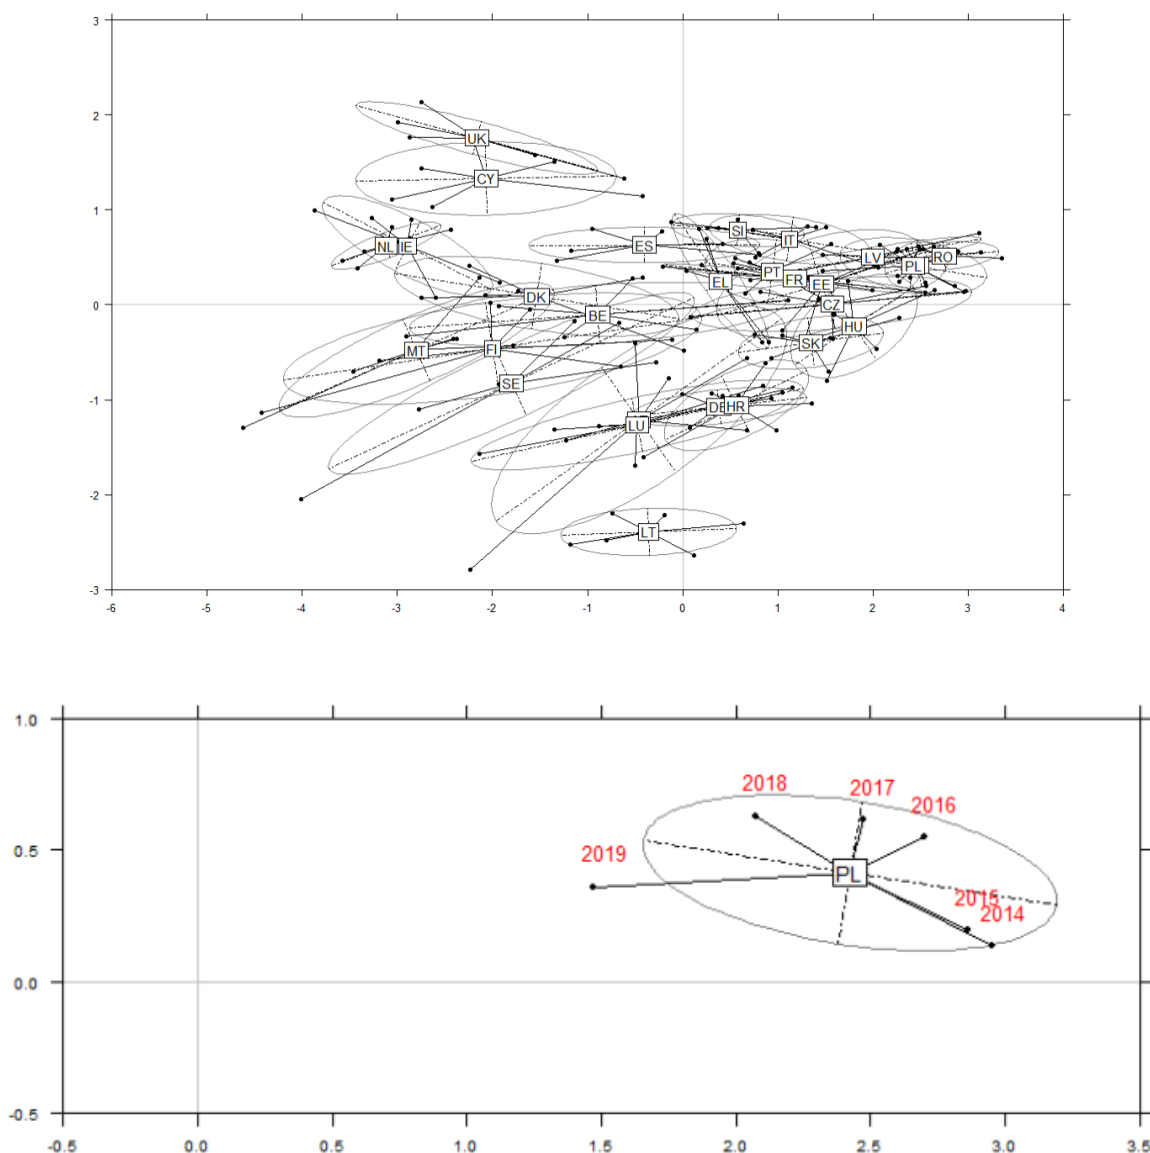 3
2
1
0
-1
-2
-3
UK
CY
NL IE
SI
IT
ES
LV
RO
PL
PT
FR
EL
EE
DK
BE
CZ
HU
MT
FI
SK
SE
DE HR
LU
LT
-6 -5 -4 -3 -2 -1 0 1 2 3 4
1.0
0.5
0.0
-0.5
2018
2017
2016
2019
PL
2015
2014
-0.5 0.0 0.5 1.0 1.5 2.0 2.5 3.0 3.5